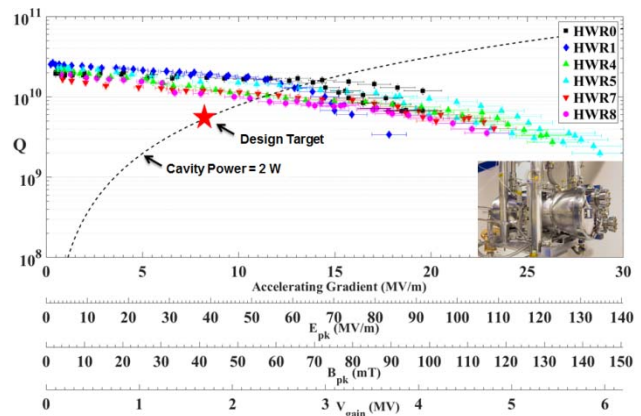 10^11
10^10
10^9
10^8
Q
HWR0
HWR1
HWR4
HWR5
HWR7
HWR8
Design Target
Cavity Power = 2 W
0 5 10 15 20 25 30
Accelerating Gradient (MV/m)
0 10 20 30 40 50 60 70 80 90 100 110 120 130 140
E_pk (MV/m)
0 10 20 30 40 50 60 70 80 90 100 110 120 130 140 150
B_pk (mT)
0 1 2 3 4 5 6
V_gain (MV)